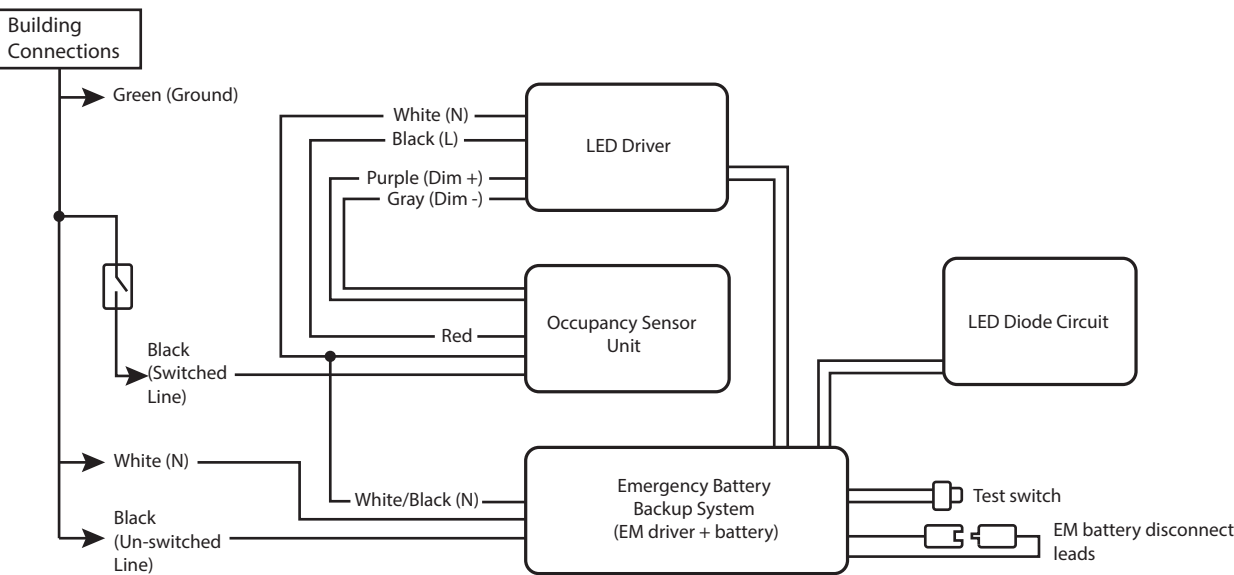 Building
Connections
Green (Ground)
White (N)
Black (L)
LED Driver
Purple (Dim +)
Gray (Dim -)
Occupancy Sensor
Unit
Red
LED Diode Circuit
Black
(Switched
Line)
White (N)
White/Black (N)
Emergency Battery
Backup System
(EM driver + battery)
Test switch
Black
(Un-switched
Line)
EM battery disconnect
leads